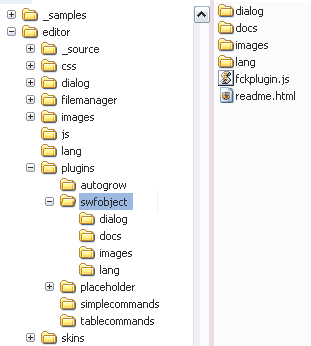 _samples
editor
_source
css
dialog
filemanager
images
js
lang
plugins
autogrow
swfobject
dialog
docs
images
lang
placeholder
simplecommands
tablecommands
skins
dialog
docs
images
lang
fckplugin.js
readme.html